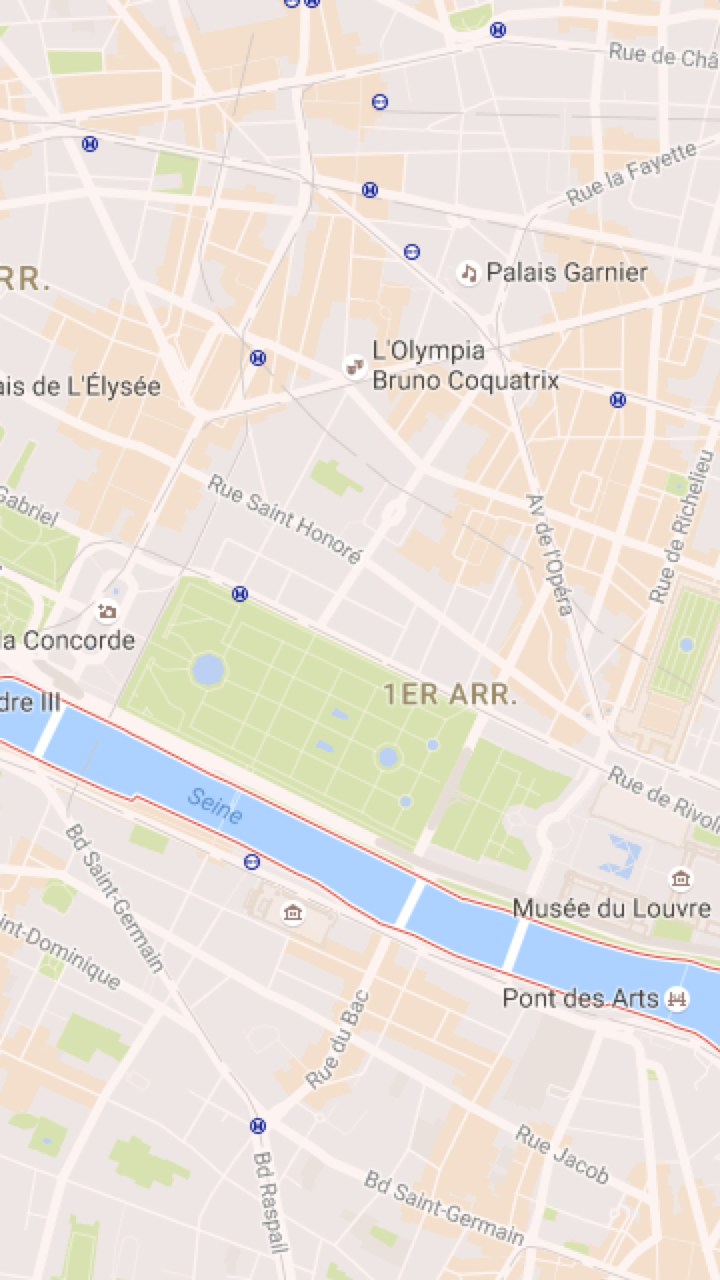 Rue de Châ
Rue la Fayette
Palais Garnier
RR.
L'Olympia
Bruno Coquatrix
ais de L'Élysée
Rue de Richelieu
Gabriel
Rue Saint Honoré
Av de l'Opéra
la Concorde
1ER ARR.
dre III
Rue de Rivoli
Seine
Bd Saint-Germain
Musée du Louvre
int-Dominique
Pont des Arts
Rue du Bac
Rue Jacob
Bd Raspail
Bd Saint-Germain